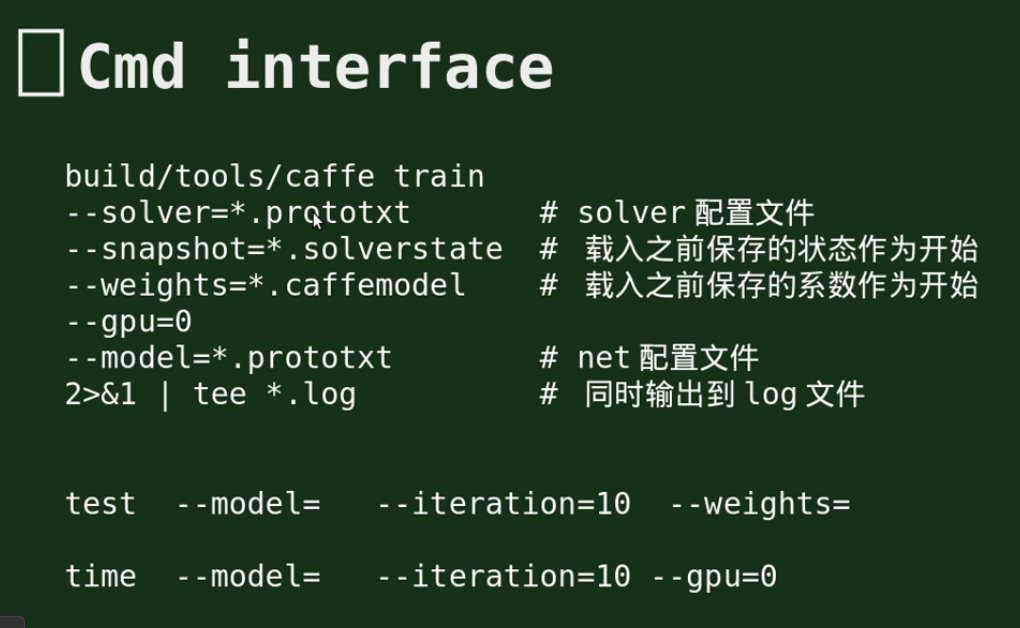 Cmd interface
build/tools/caffe train
--solver=*.prototxt # solver 配置文件
--snapshot=*.solverstate # 载入之前保存的状态作为开始
--weights=*.caffemodel # 载入之前保存的系数作为开始
--gpu=0
--model=*.prototxt # net 配置文件
2>&1 | tee *.log # 同时输出到 log 文件
test --model= --iteration=10 --weights=
time --model= --iteration=10 --gpu=0